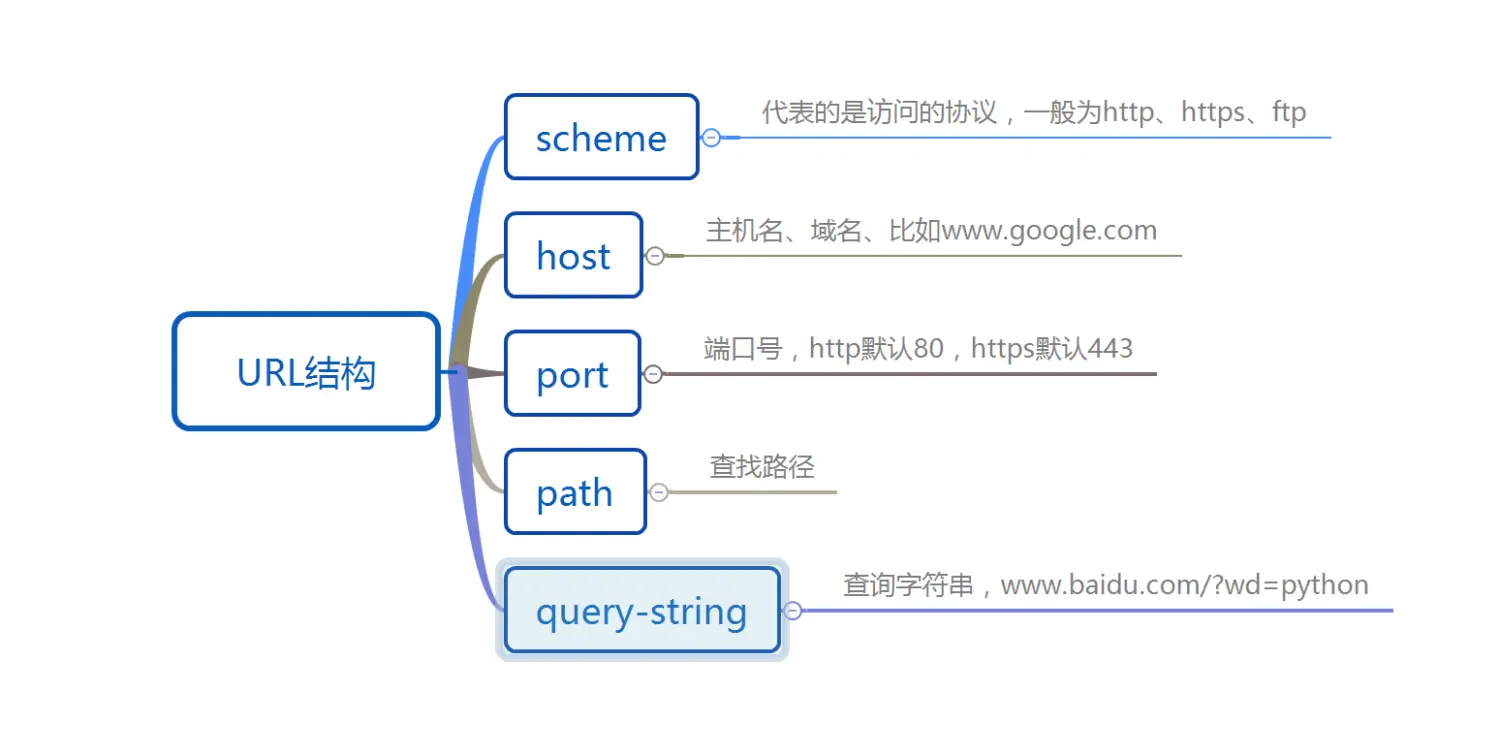 URL结构
scheme
代表的是访问的协议，一般为http、https、ftp
host
主机名、域名、比如www.google.com
port
端口号，http默认80，https默认443
path
查找路径
query-string
查询字符串，www.baidu.com/?wd=python